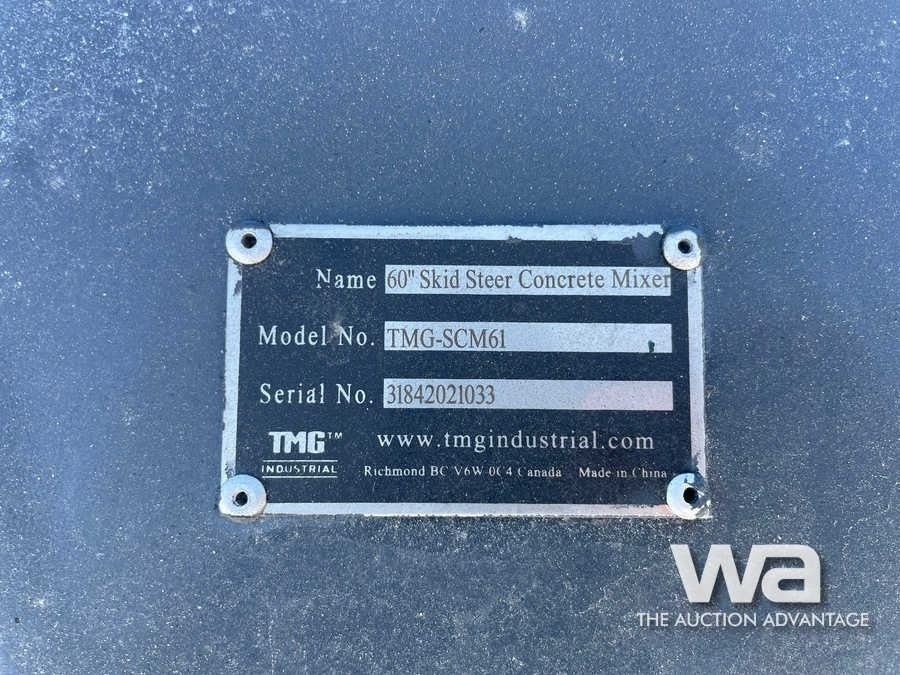 Name 60" Skid Steer Concrete Mixer
Model No. TMG-SCM61
Serial No. 31842021033
TMG™ www.tmgindustrial.com
INDUSTRIAL Richmond BC V6W 0C4 Canada Made in China
wa
THE AUCTION ADVANTAGE